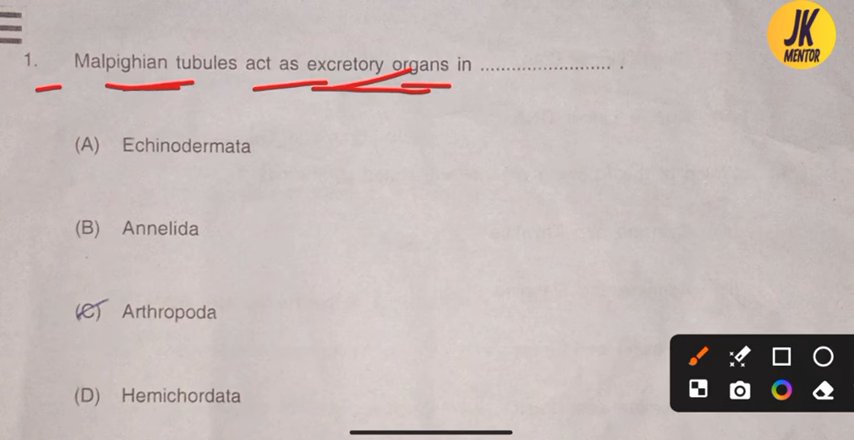 JK
MENTOR
1. Malpighian tubules act as excretory organs in ......................... .
(A) Echinodermata
(B) Annelida
(C) Arthropoda
(D) Hemichordata